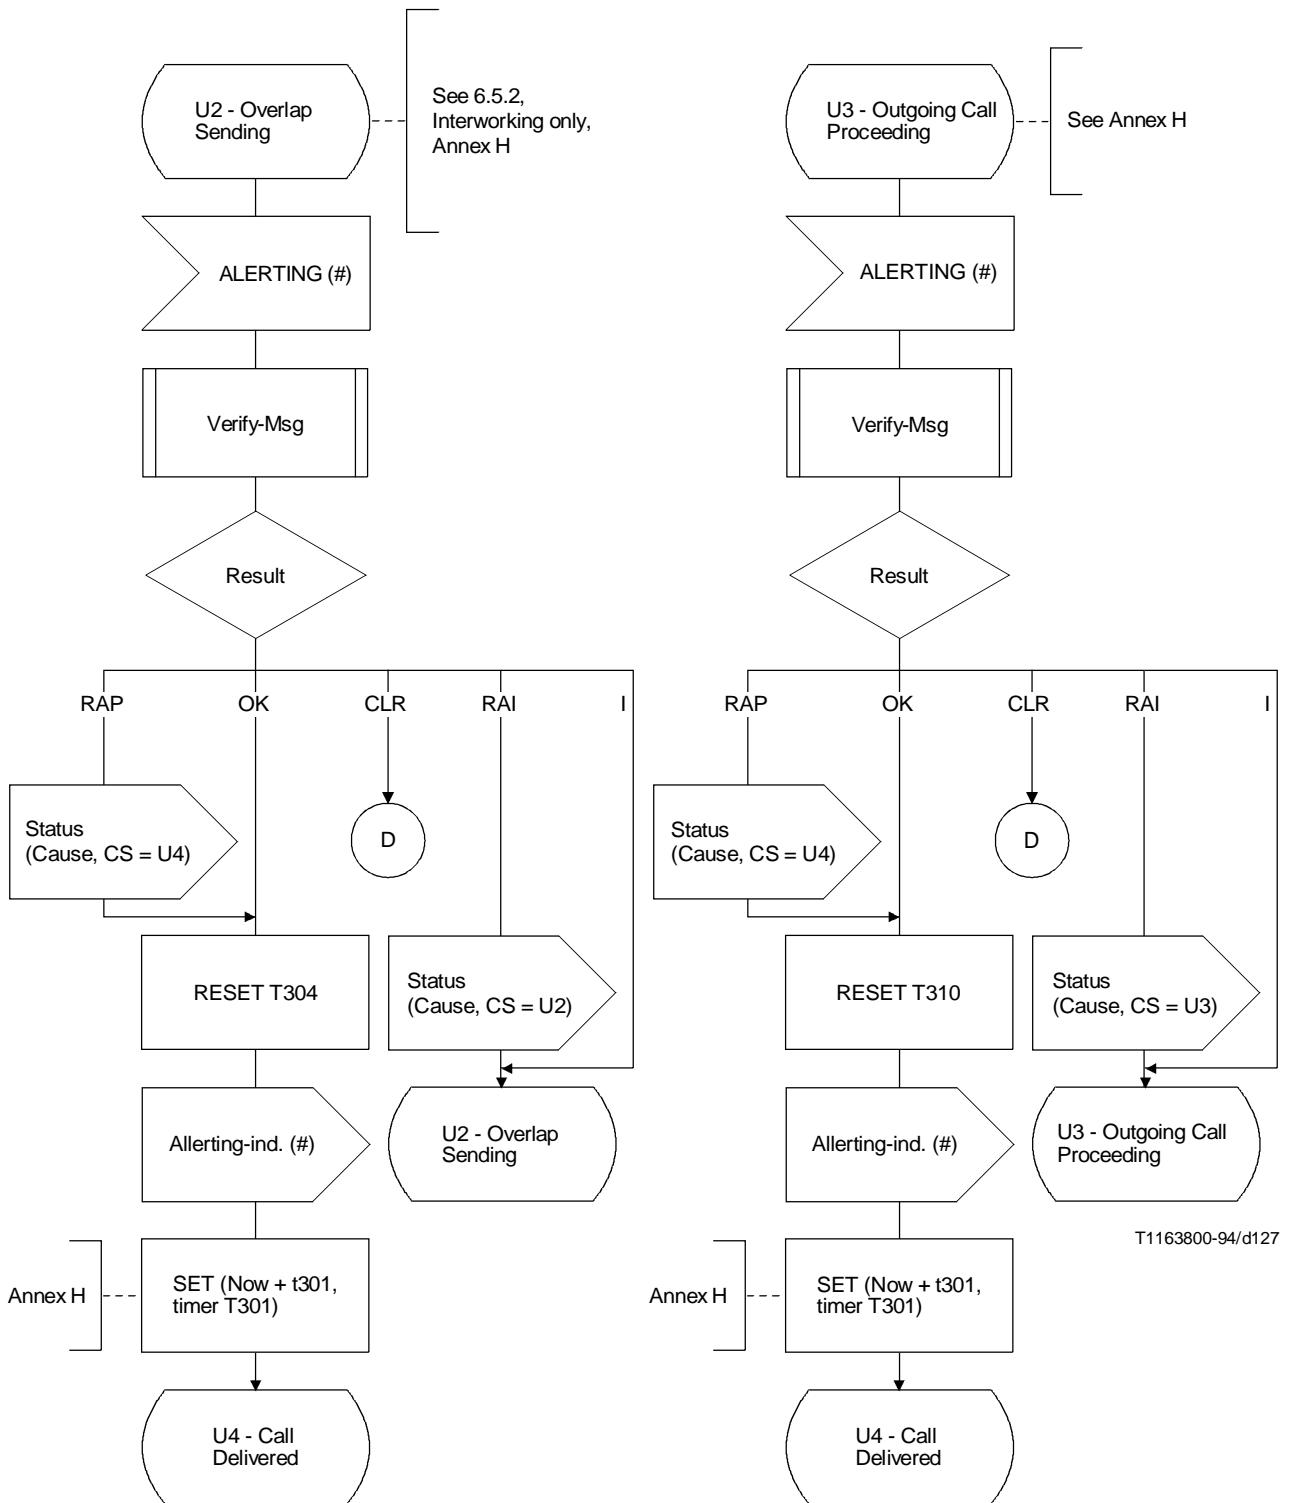 U2 - Overlap
Sending
See 6.5.2,
Interworking only,
Annex H
ALERTING (#)
Verify-Msg
Result
RAP
OK
CLR
RAI
I
Status
(Cause, CS = U4)
D
RESET T304
Status
(Cause, CS = U2)
Allerting-ind. (#)
U2 - Overlap
Sending
Annex H
SET (Now + t301,
timer T301)
U4 - Call
Delivered
U3 - Outgoing Call
Proceeding
See Annex H
ALERTING (#)
Verify-Msg
Result
RAP
OK
CLR
RAI
I
Status
(Cause, CS = U4)
D
RESET T310
Status
(Cause, CS = U3)
Allerting-ind. (#)
U3 - Outgoing Call
Proceeding
T1163800-94/d127
Annex H
SET (Now + t301,
timer T301)
U4 - Call
Delivered